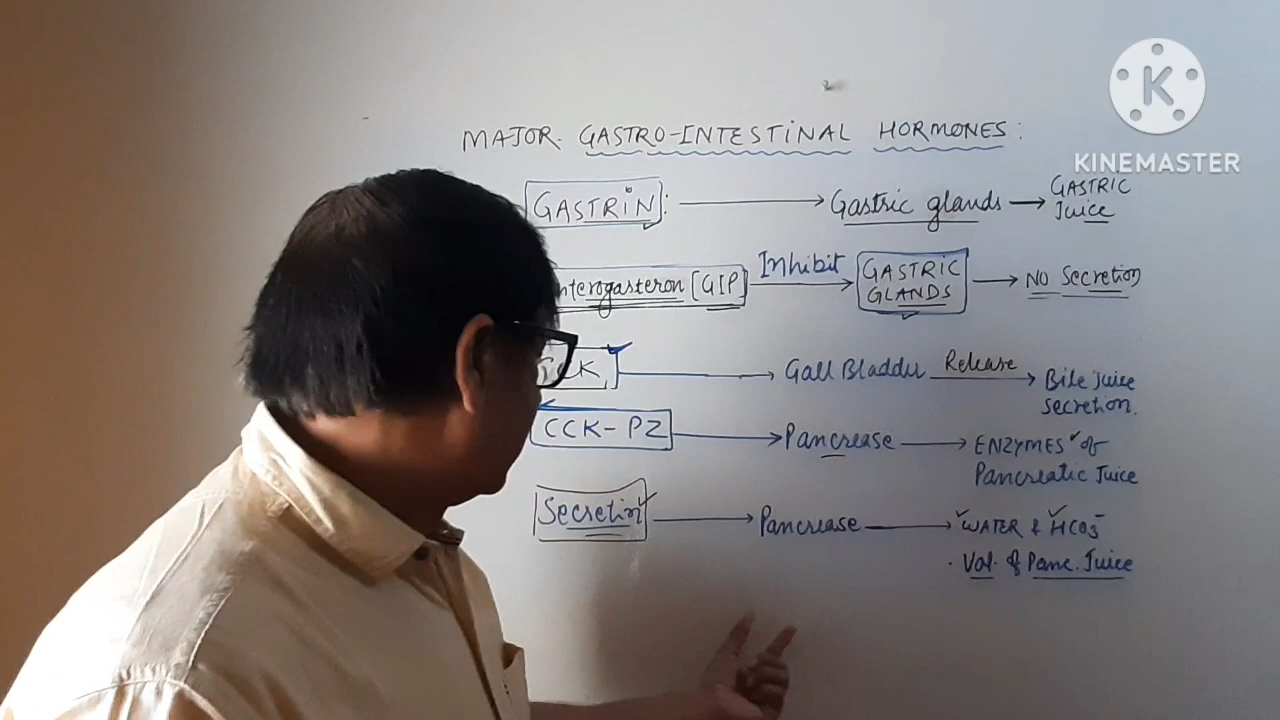 K
KINEMASTER
MAJOR. GASTRO-INTESTINAL HORMONES:
GASTRIN: → Gastric glands → GASTRIC Juice
nterogasteron [GIP] Inhibit → GASTRIC GLANDS → NO SECRETION
CCK → Gall Bladder Release → Bile juice secretion.
CCK-PZ → Pancrease → ENZYMES of Pancreatic Juice
Secretin → Pancrease → WATER & HCO3-
Vol. of Panc. Juice